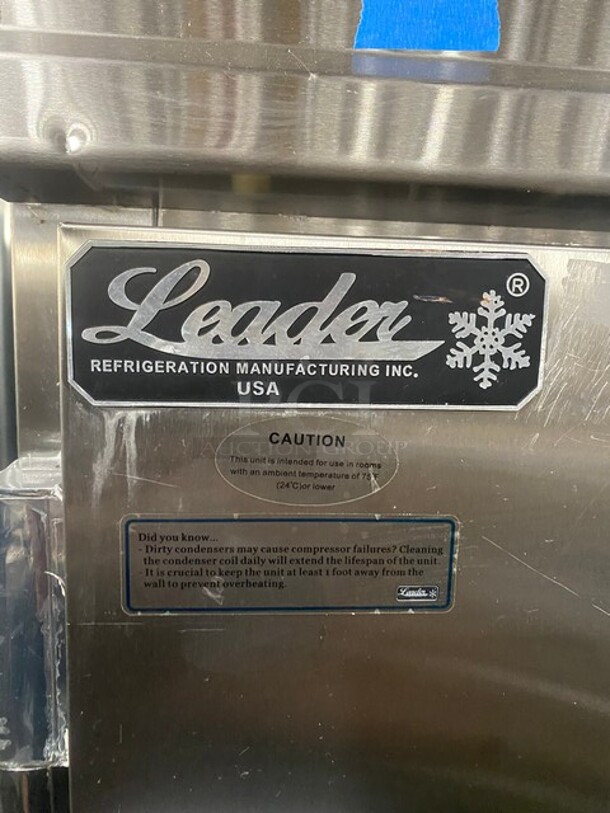 Leader ®
REFRIGERATION MANUFACTURING INC.
USA
CAUTION
This unit is intended for use in rooms
with an ambient temperature of 75°F
(24°C)or lower
Did you know...
- Dirty condensers may cause compressor failures? Cleaning
the condenser coil daily will extend the lifespan of the unit.
- It is crucial to keep the unit at least 1 foot away from the
wall to prevent overheating.
Leader